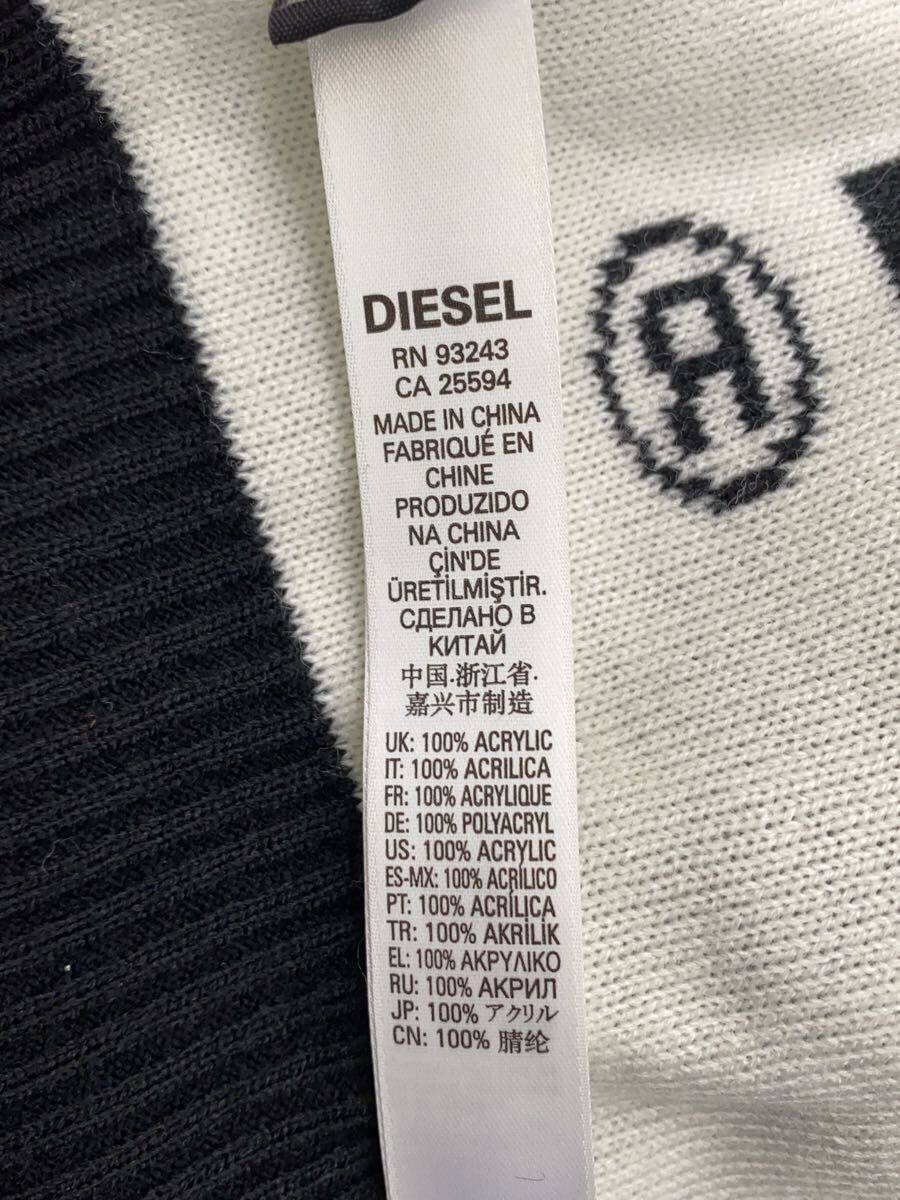 DIESEL
RN 93243
CA 25594
MADE IN CHINA
FABRIQUÉ EN
CHINE
PRODUZIDO
NA CHINA
ÇİN'DE
ÜRETİLMİŞTİR.
СДЕЛАНО В
КИТАЙ
中国.浙江省.
嘉兴市制造
UK: 100% ACRYLIC
IT: 100% ACRILICA
FR: 100% ACRYLIQUE
DE: 100% POLYACRYL
US: 100% ACRYLIC
ES-MX: 100% ACRÍLICO
PT: 100% ACRÍLICA
TR: 100% AKRİLİK
EL: 100% ΑΚΡΥΛΙΚΟ
RU: 100% АКРИЛ
JP: 100% アクリル
CN: 100% 腈纶
R